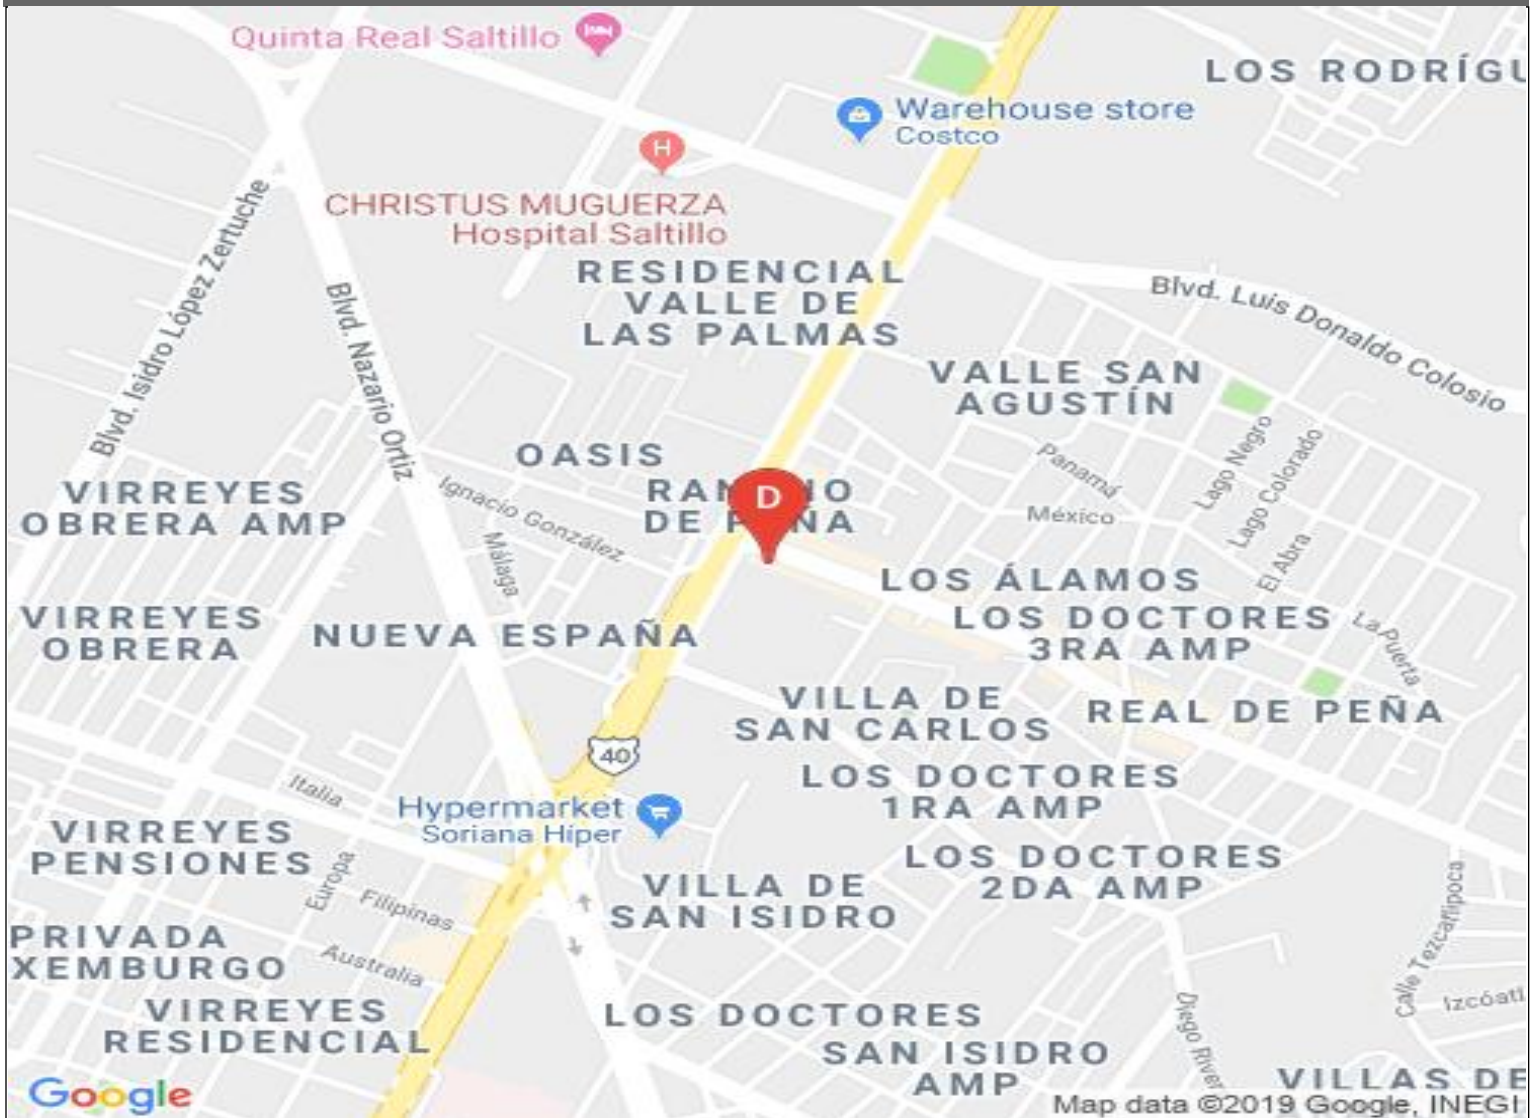 Quinta Real Saltillo
LOS RODRÍGU
Warehouse store
Costco
H
CHRISTUS MUGUERZA
Hospital Saltillo
RESIDENCIAL
VALLE DE
LAS PALMAS
Blvd. Isidro López Zertuche
Blvd. Nazario Ortiz
Blvd. Luis Donaldo Colosio
VALLE SAN
AGUSTÍN
OASIS
Panamá
Lago Negro
Lago Colorado
VIRREYES
OBRERA AMP
Ignacio González
D
DE
México
Málaga
El Abra
LOS ÁLAMOS
VIRREYES
OBRERA
NUEVA ESPAÑA
LOS DOCTORES
3RA AMP
La Puerta
VILLA DE
SAN CARLOS
REAL DE PEÑA
40
LOS DOCTORES
1RA AMP
Italia
Hypermarket
Soriana Híper
VIRREYES
PENSIONES
Europa
Filipinas
LOS DOCTORES
2DA AMP
VILLA DE
SAN ISIDRO
Calle Tezcatlipoca
PRIVADA
XEMBURGO
Australia
Izcóatl
VIRREYES
RESIDENCIAL
LOS DOCTORES
Diego River
SAN ISIDRO
AMP
VILLAS DE
Google
Map data ©2019 Google, INEGI